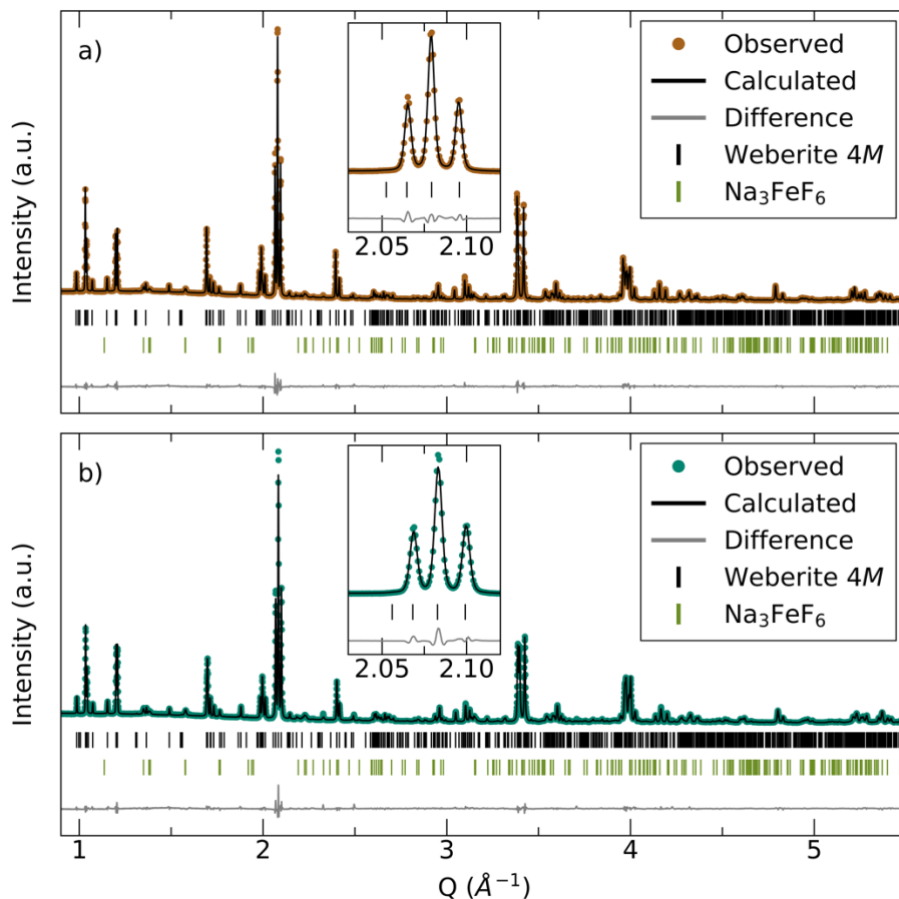 a)
Intensity (a.u.)
2.05 2.10
Observed
Calculated
Difference
Weberite 4M
Na₃FeF₆
b)
Intensity (a.u.)
2.05 2.10
Observed
Calculated
Difference
Weberite 4M
Na₃FeF₆
1 2 3 4 5
Q (Å⁻¹)